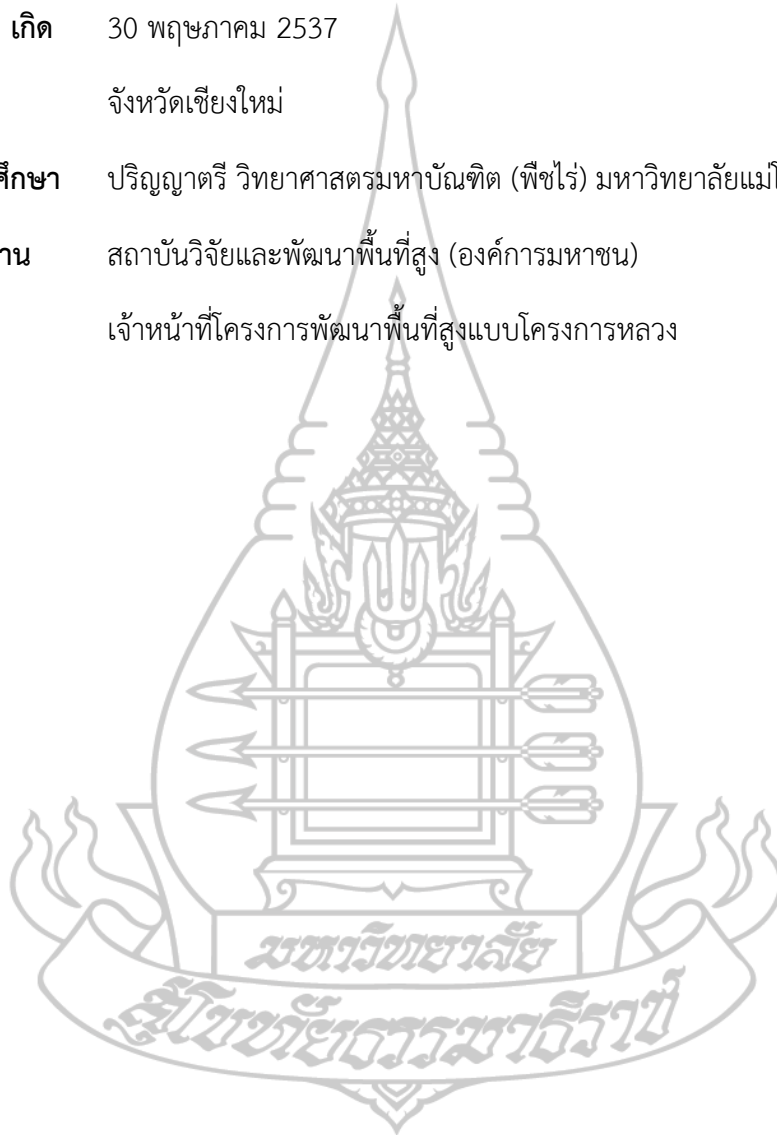 เกิด 30 พฤษภาคม 2537
จังหวัดเชียงใหม่
ศึกษา ปริญญาตรี วิทยาศาสตรมหาบัณฑิต (พืชไร่) มหาวิทยาลัยแม่โ
าน สถาบันวิจัยและพัฒนาพื้นที่สูง (องค์การมหาชน)
เจ้าหน้าที่โครงการพัฒนาพื้นที่สูงแบบโครงการหลวง
มหาวิทยาลัย
สุโขทัยธรรมาธิราช